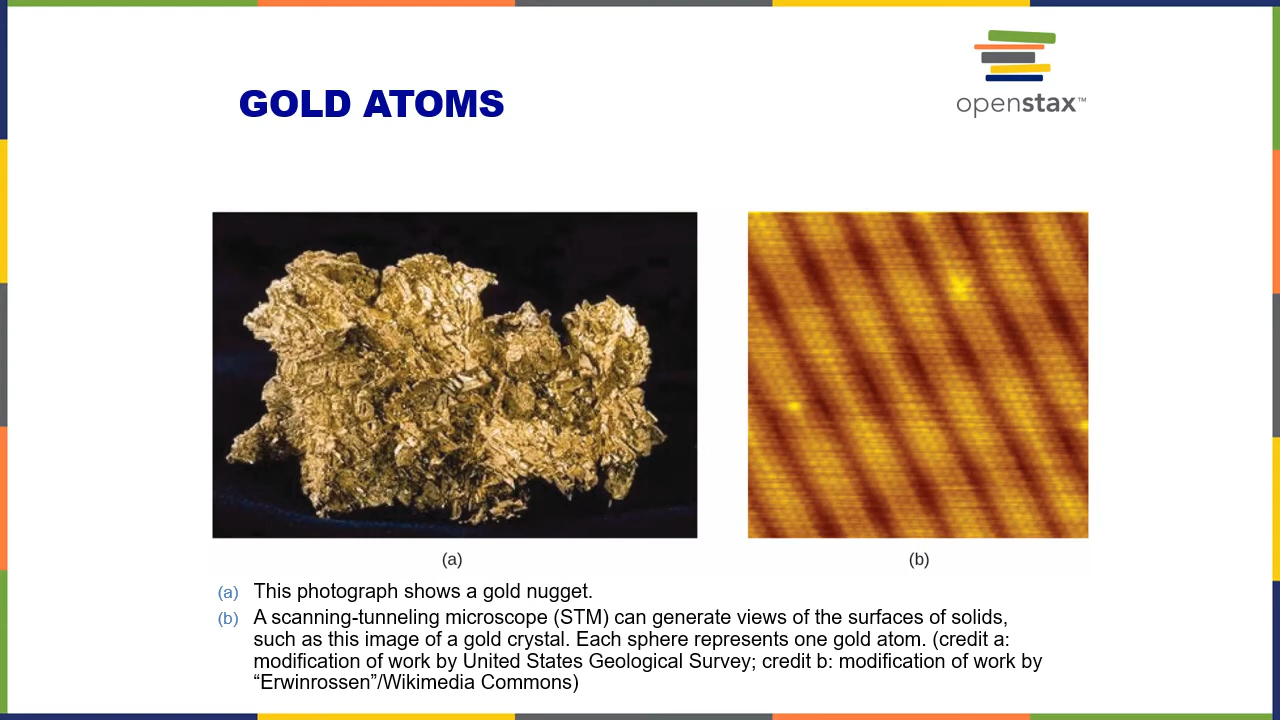 openstax™
GOLD ATOMS
(a)
(b)
(a) This photograph shows a gold nugget.
(b) A scanning-tunneling microscope (STM) can generate views of the surfaces of solids,
such as this image of a gold crystal. Each sphere represents one gold atom. (credit a:
modification of work by United States Geological Survey; credit b: modification of work by
“Erwinrossen”/Wikimedia Commons)